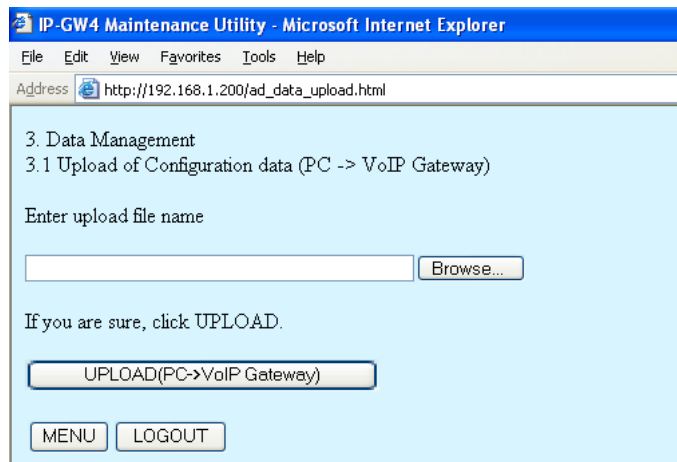 IP-GW4 Maintenance Utility - Microsoft Internet Explorer
File Edit View Favorites Tools Help
Address http://192.168.1.200/ad_data_upload.html
3. Data Management
3.1 Upload of Configuration data (PC -> VoIP Gateway)
Enter upload file name
Browse...
If you are sure, click UPLOAD.
UPLOAD(PC->VoIP Gateway)
MENU LOGOUT